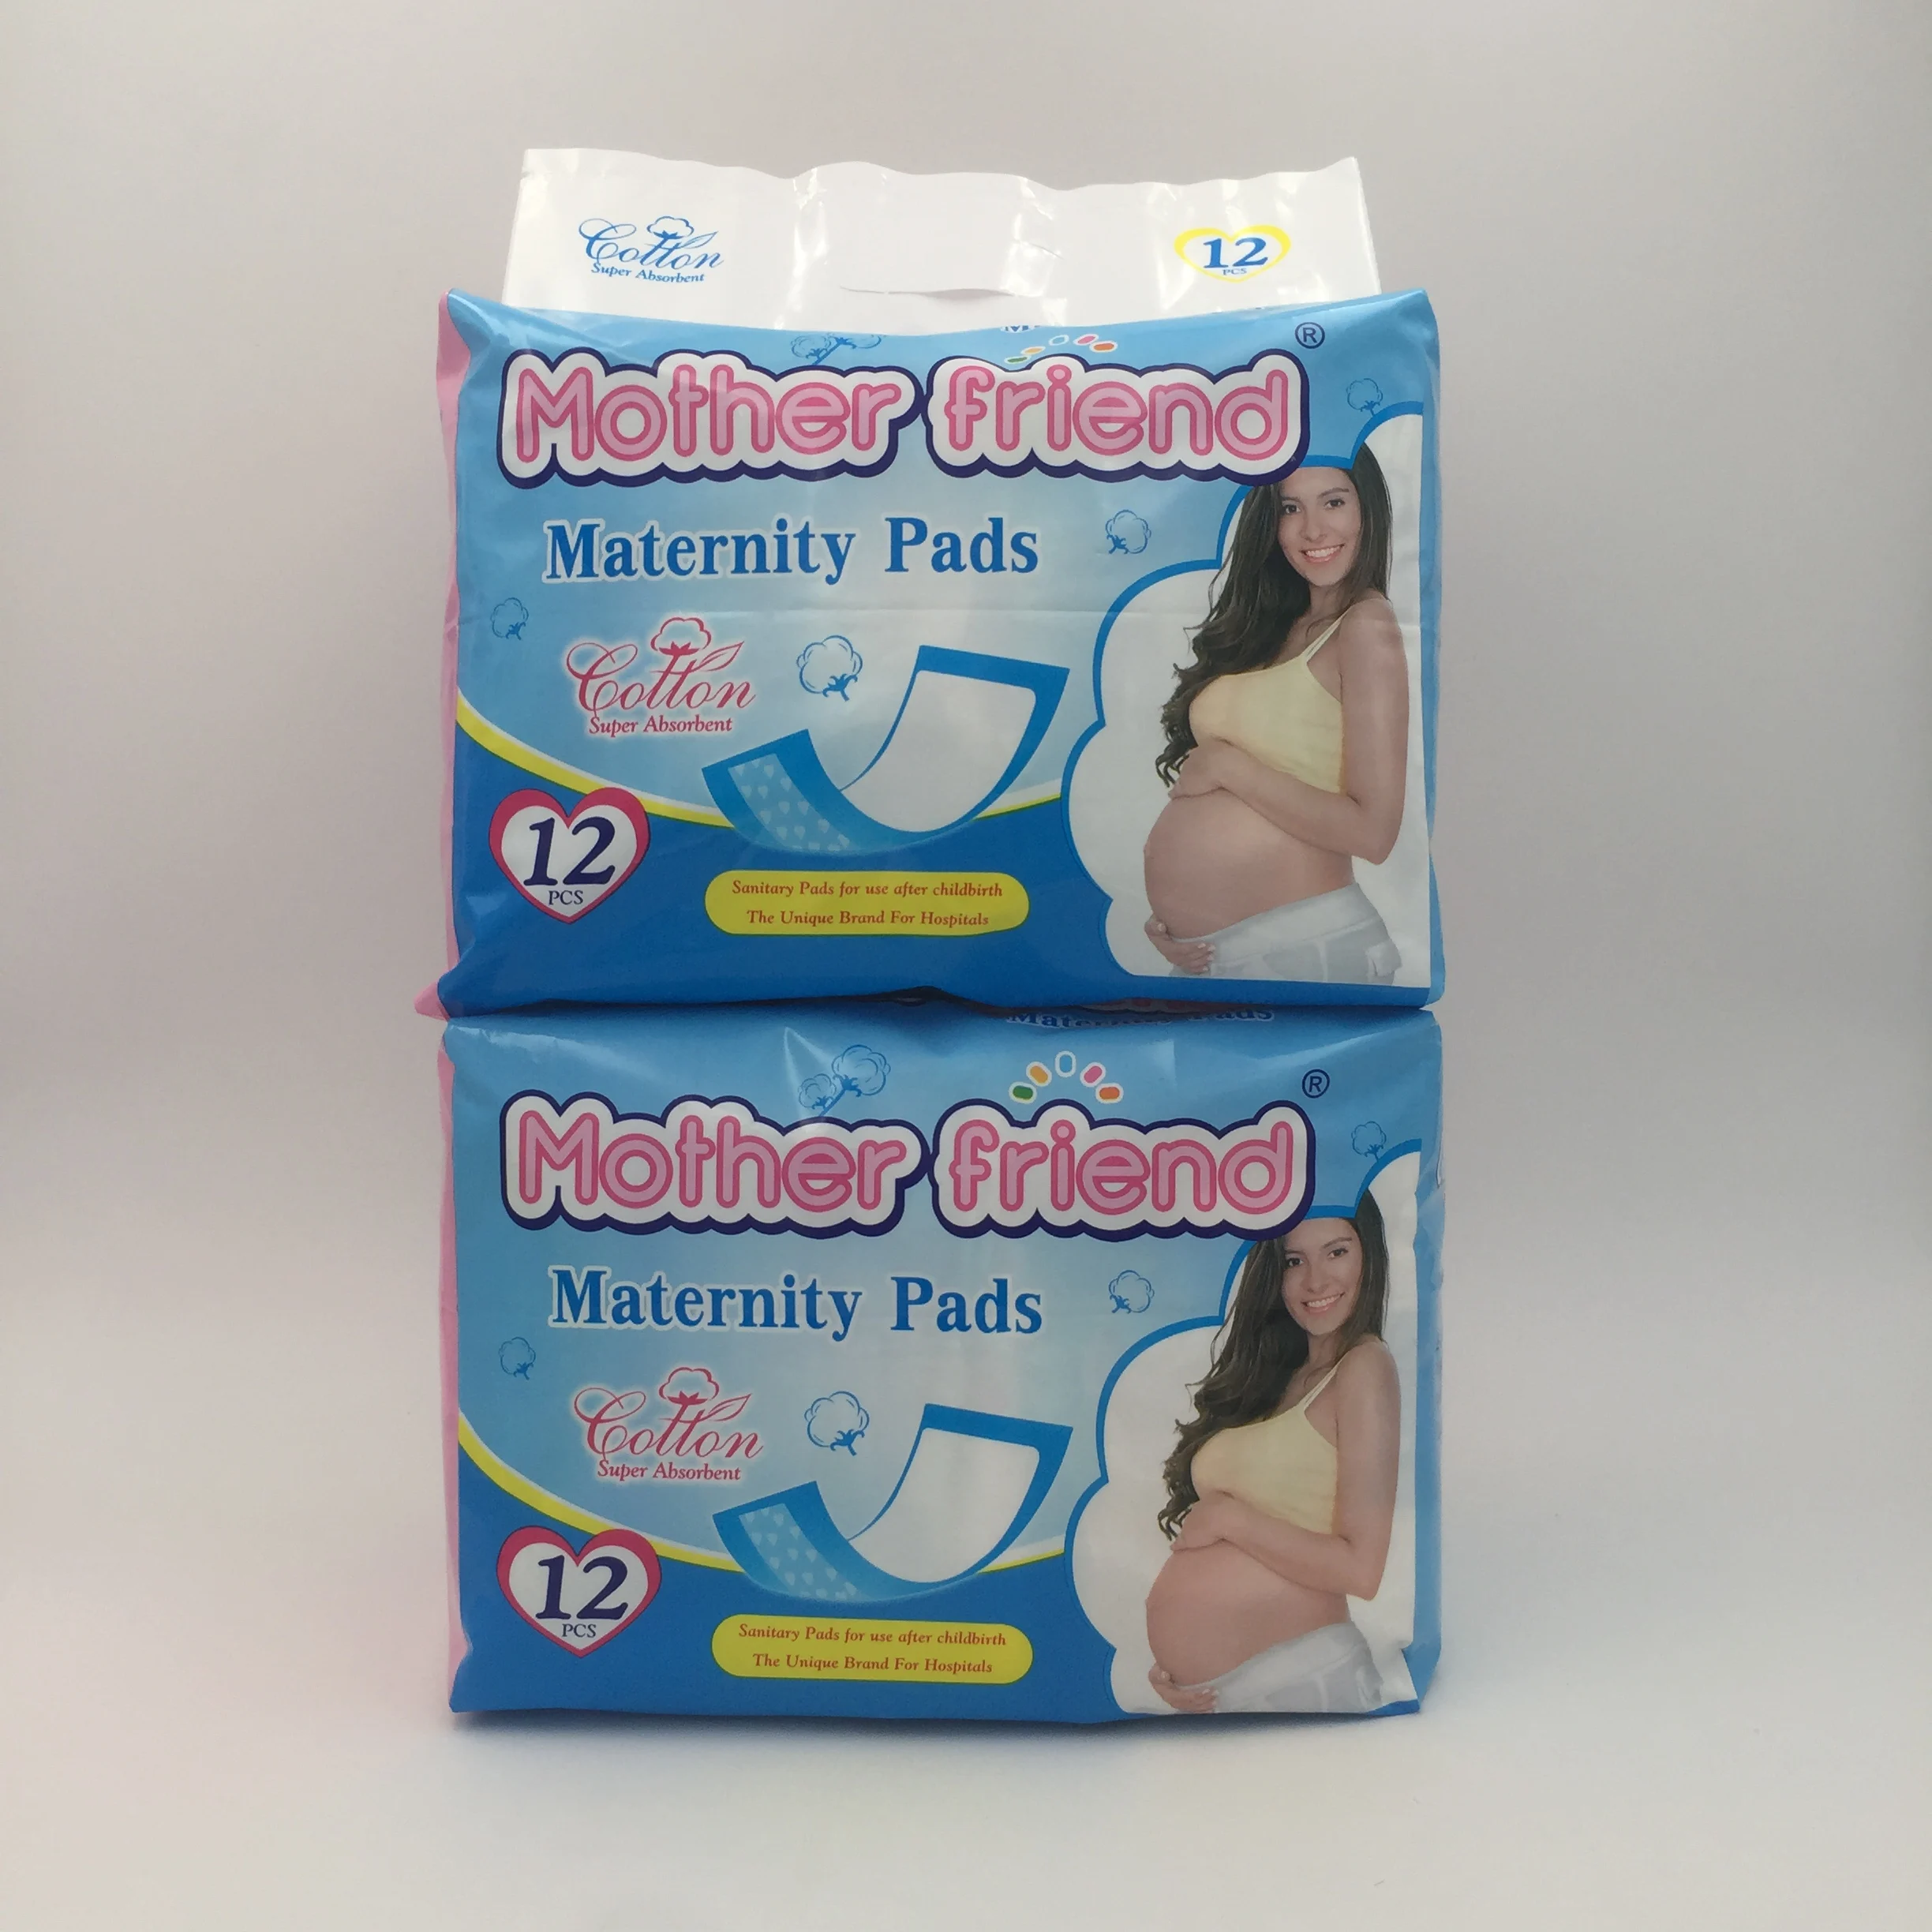 Cotton
Super Absorbent
12
PCS
Mother friend ®
Maternity Pads
Cotton
Super Absorbent
12
PCS
Sanitary Pads for use after childbirth
The Unique Brand For Hospitals
Maternity Pads
Mother friend ®
Maternity Pads
Cotton
Super Absorbent
12
PCS
Sanitary Pads for use after childbirth
The Unique Brand For Hospitals